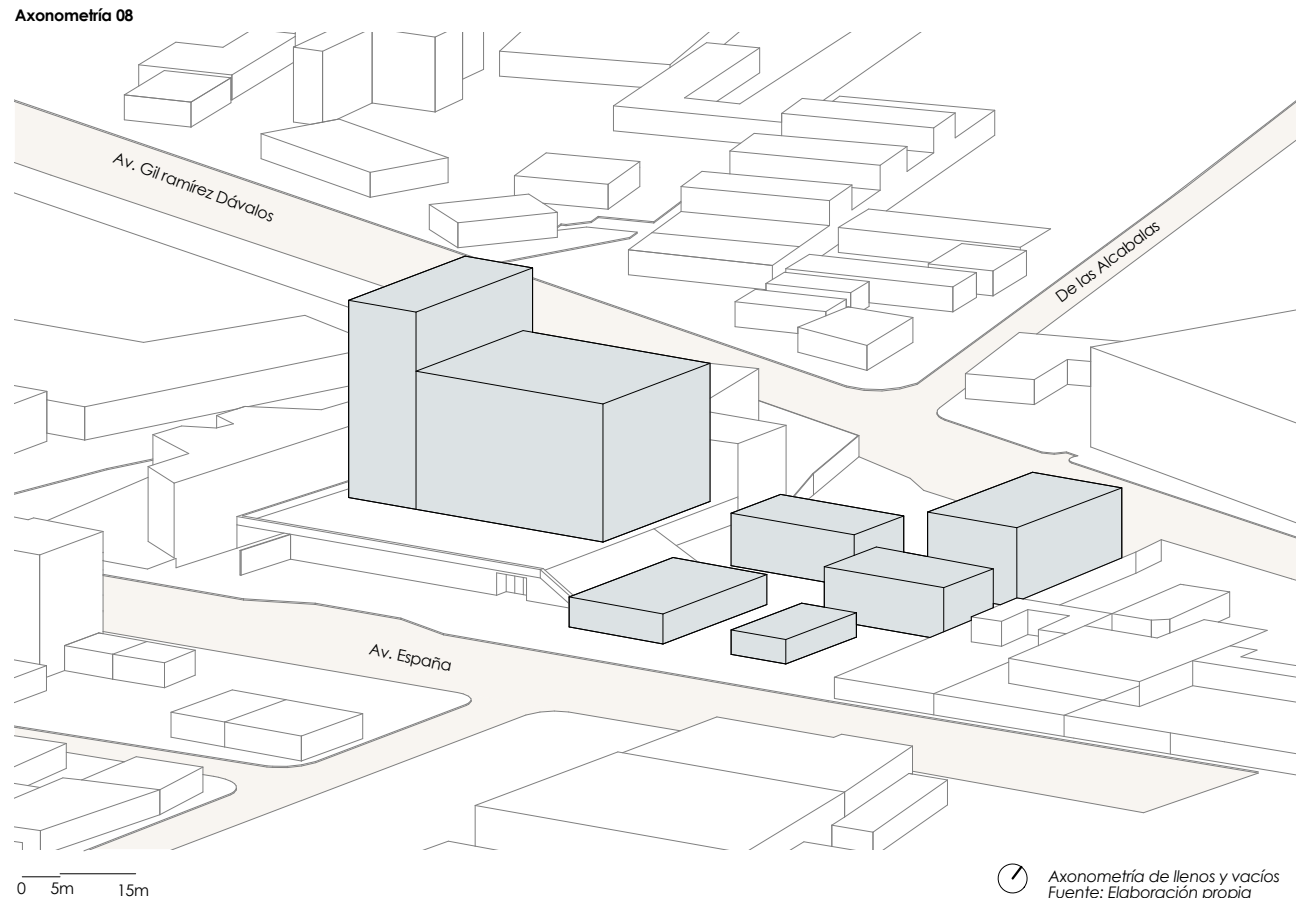 Axonometría 08
Av. Gil ramírez Dávalos
De las Alcabalas
Av. España
0 5m 15m
Axonometría de llenos y vacíos
Fuente: Elaboración propia